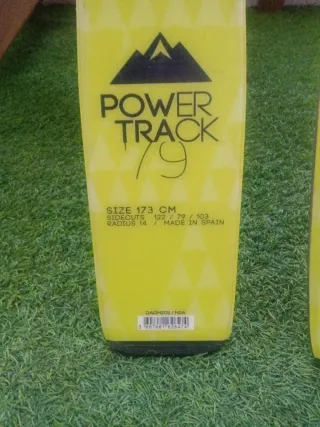 POWER
TRACK
79
SIZE 173 CM
SIDECUTS 122 / 79 / 103
RADIUS 14 / MADE IN SPAIN